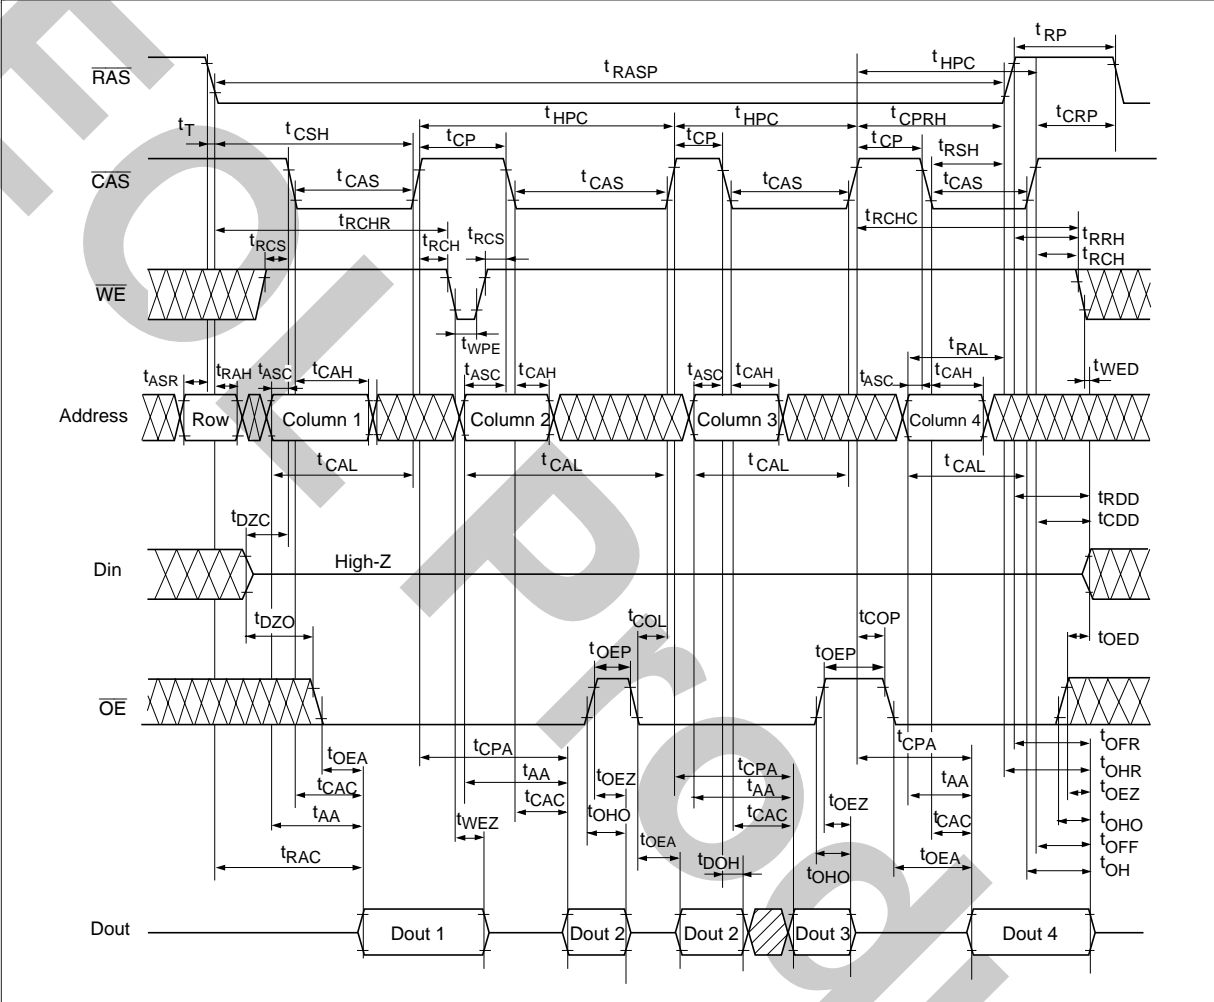 tRP
RAS
tHPC
tRASP
tT
tCSH
tHPC
tHPC
tCPRH
tCRP
tCP
tCP
tCP
tRSH
CAS
tCAS
tCAS
tCAS
tCAS
tRCHR
tRCHC
tRCS
tRCH
tRCS
tRRH
tRCH
WE
tWPE
tRAL
tWED
tASR
tRAH
tASC
tCAH
tASC
tCAH
tASC
tCAH
tASC
tCAH
Address
Row
Column 1
Column 2
Column 3
Column 4
tCAL
tCAL
tCAL
tCAL
tRDD
tCDD
tDZC
Din
High-Z
tDZO
tCOL
tCOP
tOED
tOEP
tOEP
OE
tOEA
tCPA
tCPA
tCPA
tOFR
tCAC
tAA
tOEZ
tAA
tAA
tOHR
tAA
tCAC
tOHO
tCAC
tOEZ
tCAC
tOEZ
tWEZ
tOEA
tOHO
tRAC
tDOH
tOHO
tOEA
tOFF
tOH
Dout
Dout 1
Dout 2
Dout 2
Dout 3
Dout 4
EOL Prod